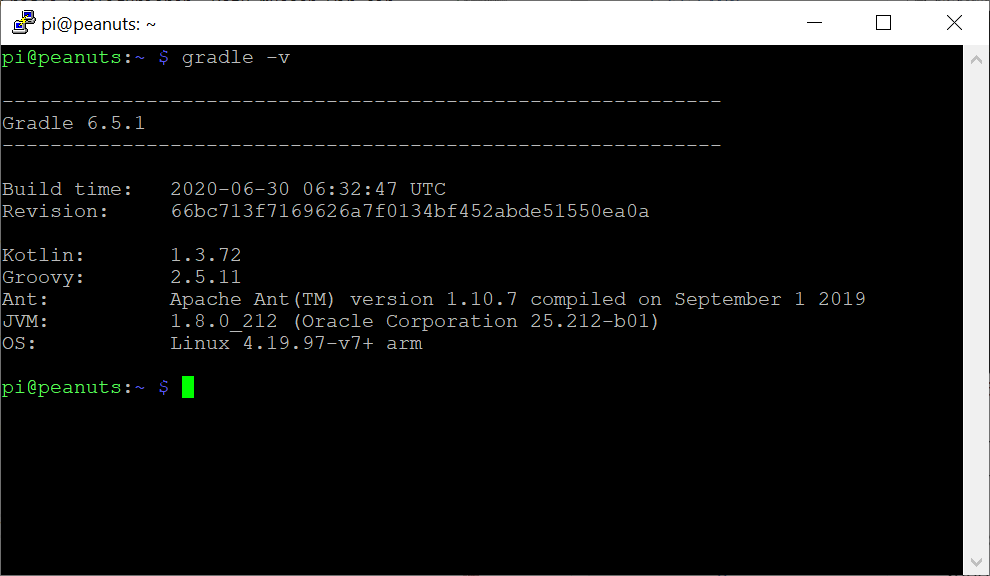 pi@peanuts: ~
pi@peanuts:~ $ gradle -v
------------------------------------------------------------
Gradle 6.5.1
------------------------------------------------------------
Build time:   2020-06-30 06:32:47 UTC
Revision:     66bc713f7169626a7f0134bf452abde51550ea0a
Kotlin:       1.3.72
Groovy:       2.5.11
Ant:          Apache Ant(TM) version 1.10.7 compiled on September 1 2019
JVM:          1.8.0_212 (Oracle Corporation 25.212-b01)
OS:           Linux 4.19.97-v7+ arm
pi@peanuts:~ $